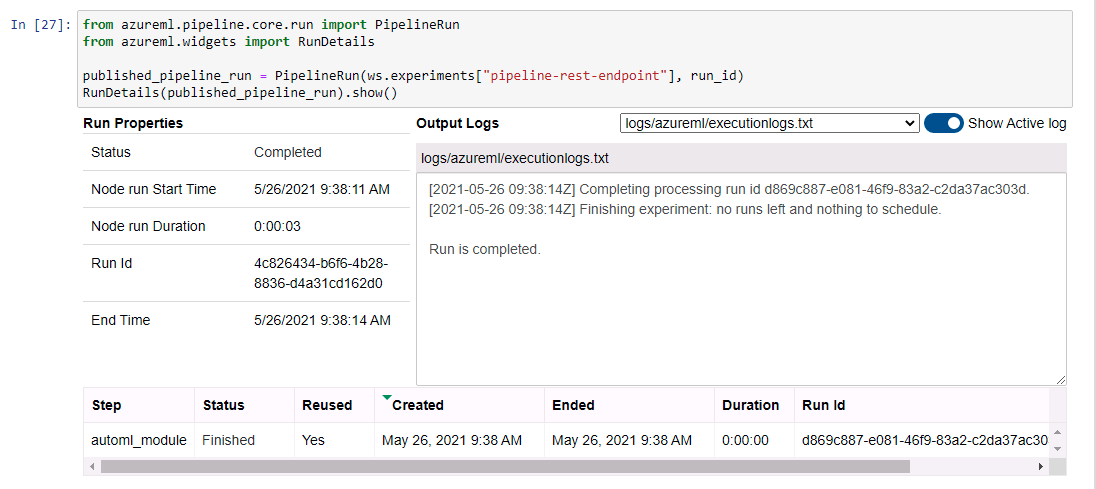 In [27]:
from azureml.pipeline.core.run import PipelineRun
from azureml.widgets import RunDetails
published_pipeline_run = PipelineRun(ws.experiments["pipeline-rest-endpoint"], run_id)
RunDetails(published_pipeline_run).show()
Run Properties
Status Completed
Node run Start Time 5/26/2021 9:38:11 AM
Node run Duration 0:00:03
Run Id 4c826434-b6f6-4b28-
8836-d4a31cd162d0
End Time 5/26/2021 9:38:14 AM
Output Logs logs/azureml/executionlogs.txt Show Active log
logs/azureml/executionlogs.txt
[2021-05-26 09:38:14Z] Completing processing run id d869c887-e081-46f9-83a2-c2da37ac303d.
[2021-05-26 09:38:14Z] Finishing experiment: no runs left and nothing to schedule.
Run is completed.
Step Status Reused Created Ended Duration Run Id
automl_module Finished Yes May 26, 2021 9:38 AM May 26, 2021 9:38 AM 0:00:00 d869c887-e081-46f9-83a2-c2da37ac30